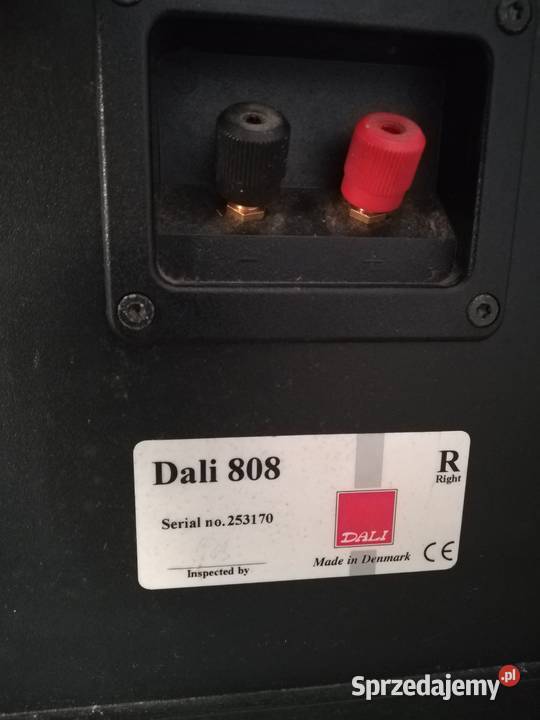 - +
Dali 808
R
Right
Serial no.253170
DALI
Inspected by
Made in Denmark CE
Sprzedajemy.pl